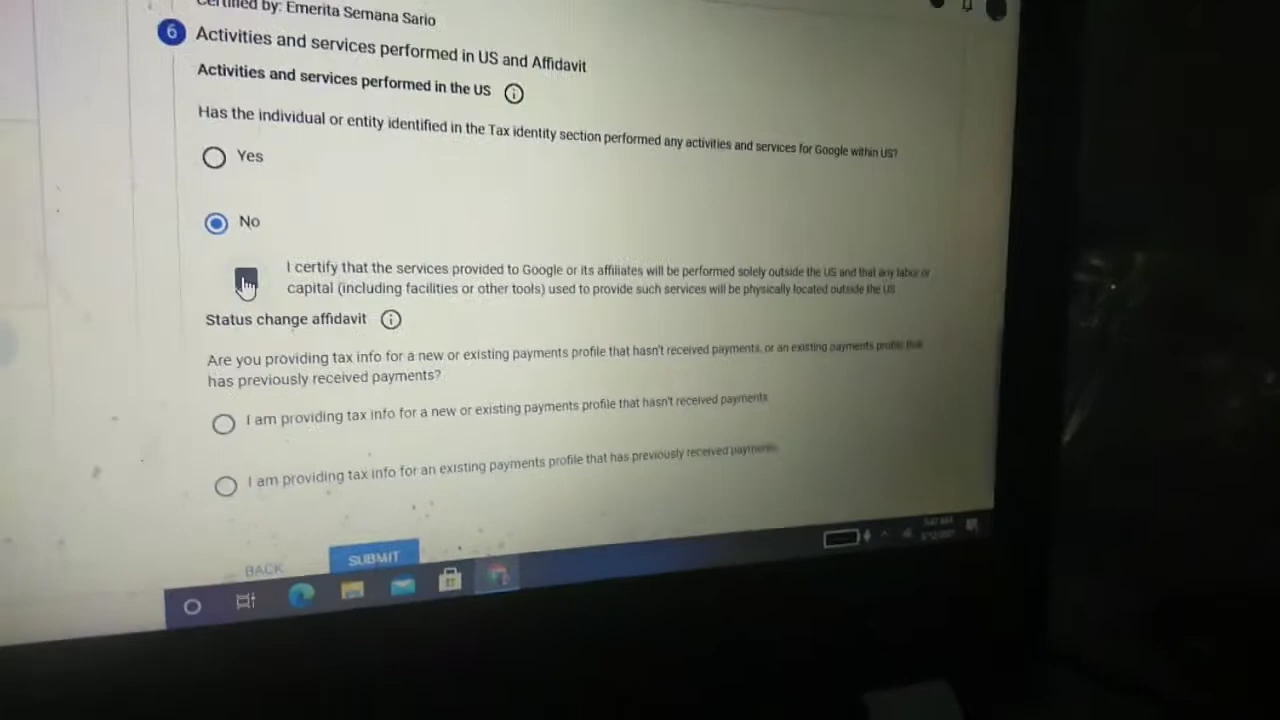 by: Emerita Semana Sario
6 Activities and services performed in US and Affidavit
Activities and services performed in the US
Has the individual or entity identified in the Tax identity section performed any activities and services for Google within US?
Yes
No
I certify that the services provided to Google or its affiliates will be performed solely outside the US and that any labor or
capital (including facilities or other tools) used to provide such services will be physically located outside the US
Status change affidavit
Are you providing tax info for a new or existing payments profile that hasn't received payments, or an existing payments profile that
has previously received payments?
I am providing tax info for a new or existing payments profile that hasn't received payments
I am providing tax info for an existing payments profile that has previously received payments
BACK
SUBMIT